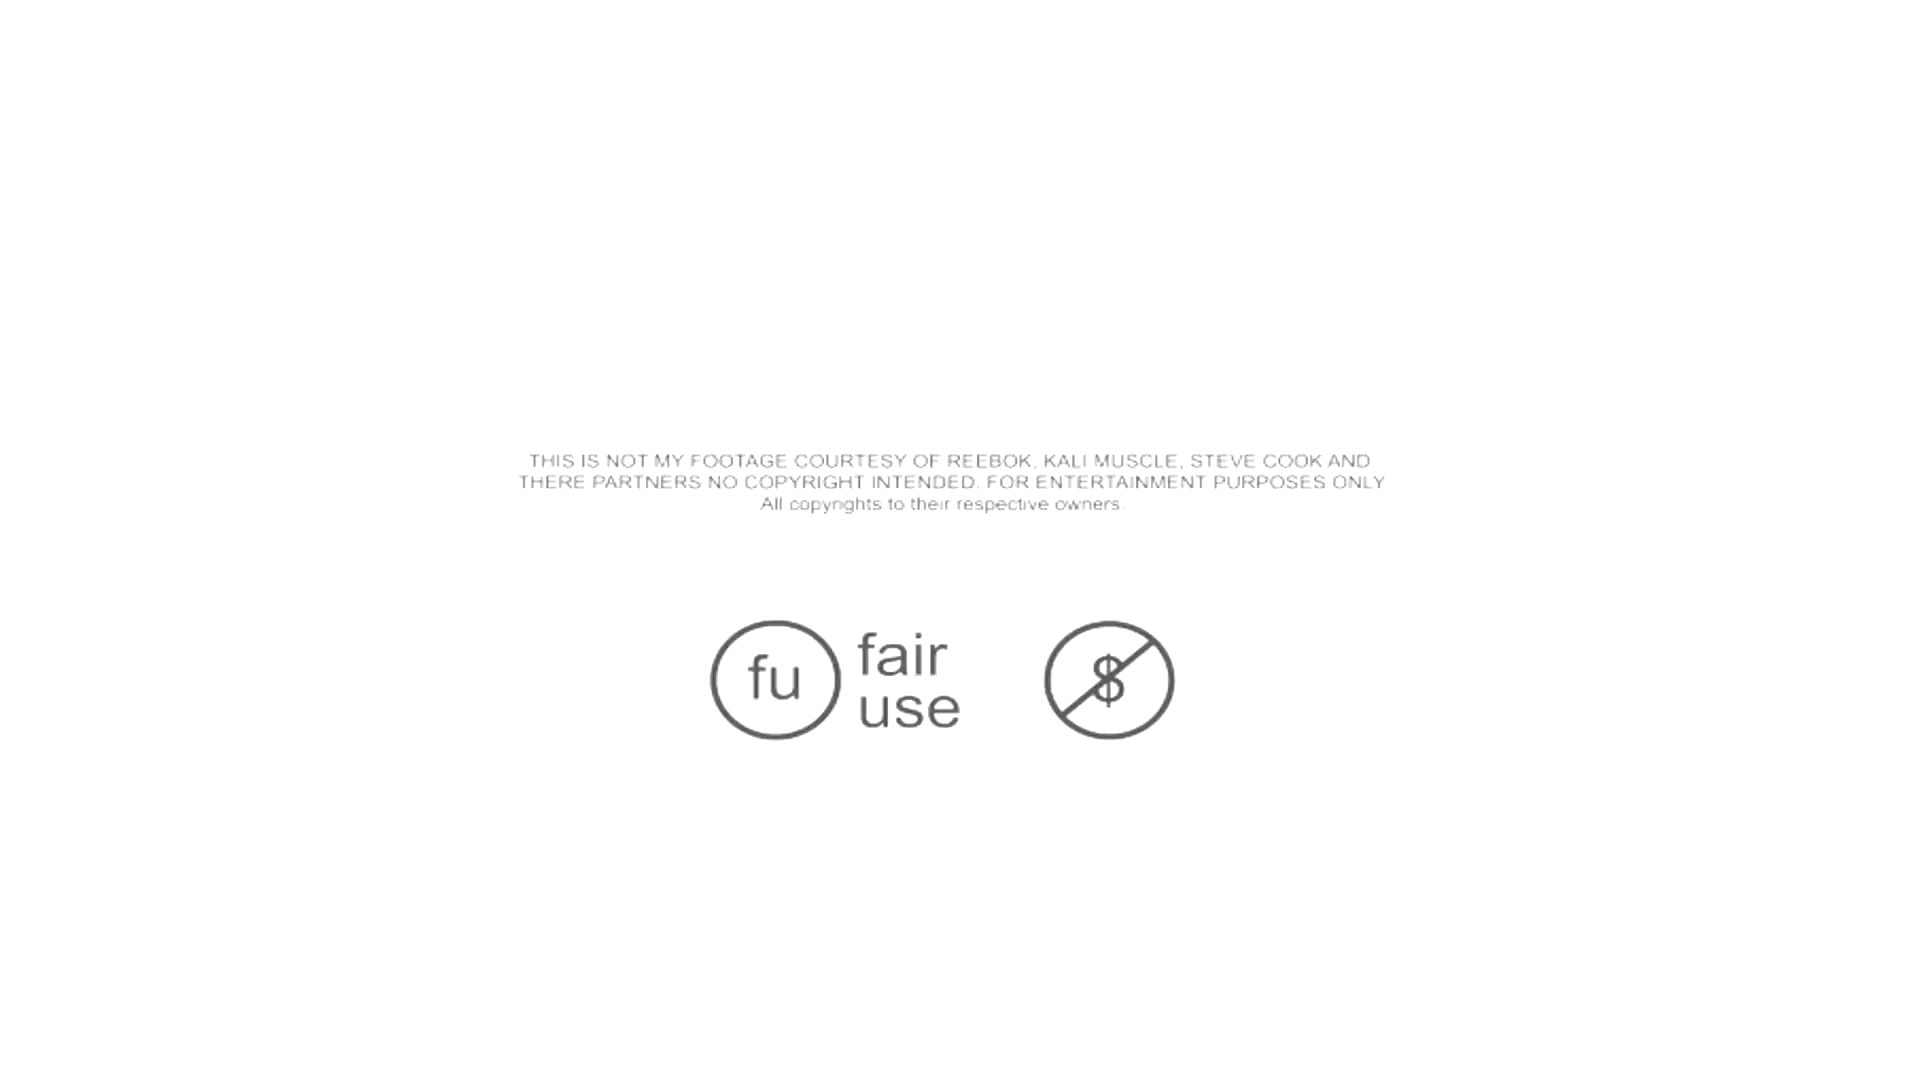 THIS IS NOT MY FOOTAGE COURTESY OF REEBOK, KALI MUSCLE, STEVE COOK AND
THERE PARTNERS NO COPYRIGHT INTENDED. FOR ENTERTAINMENT PURPOSES ONLY
All copyrights to their respective owners.
fu
fair
use
$